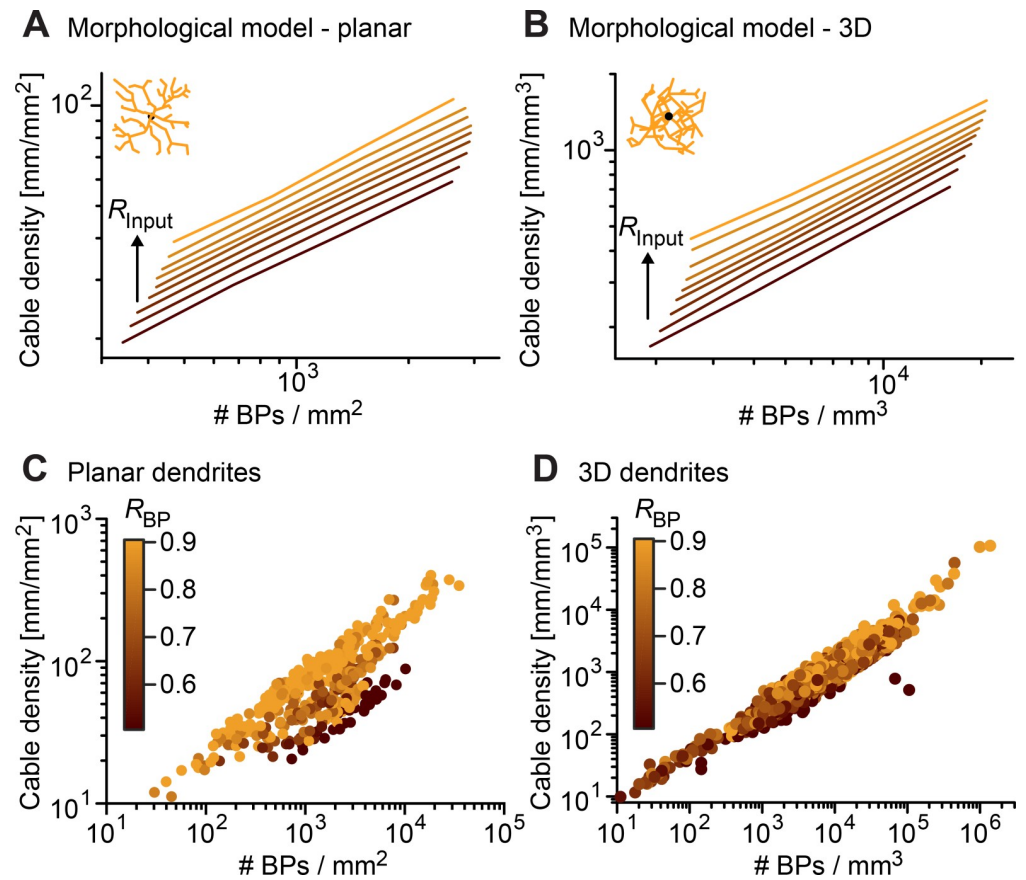 A Morphological model - planar
Cable density [mm/mm²]
10²
R_Input
10³
# BPs / mm²
B Morphological model - 3D
Cable density [mm/mm³]
10³
R_Input
10⁴
# BPs / mm³
C Planar dendrites
Cable density [mm/mm²]
10³
10²
10¹
R_BP
0.9
0.8
0.7
0.6
10¹ 10² 10³ 10⁴ 10⁵
# BPs / mm²
D 3D dendrites
Cable density [mm/mm³]
10⁵
10⁴
10³
10²
10¹
R_BP
0.9
0.8
0.7
0.6
10¹ 10² 10³ 10⁴ 10⁵ 10⁶
# BPs / mm³